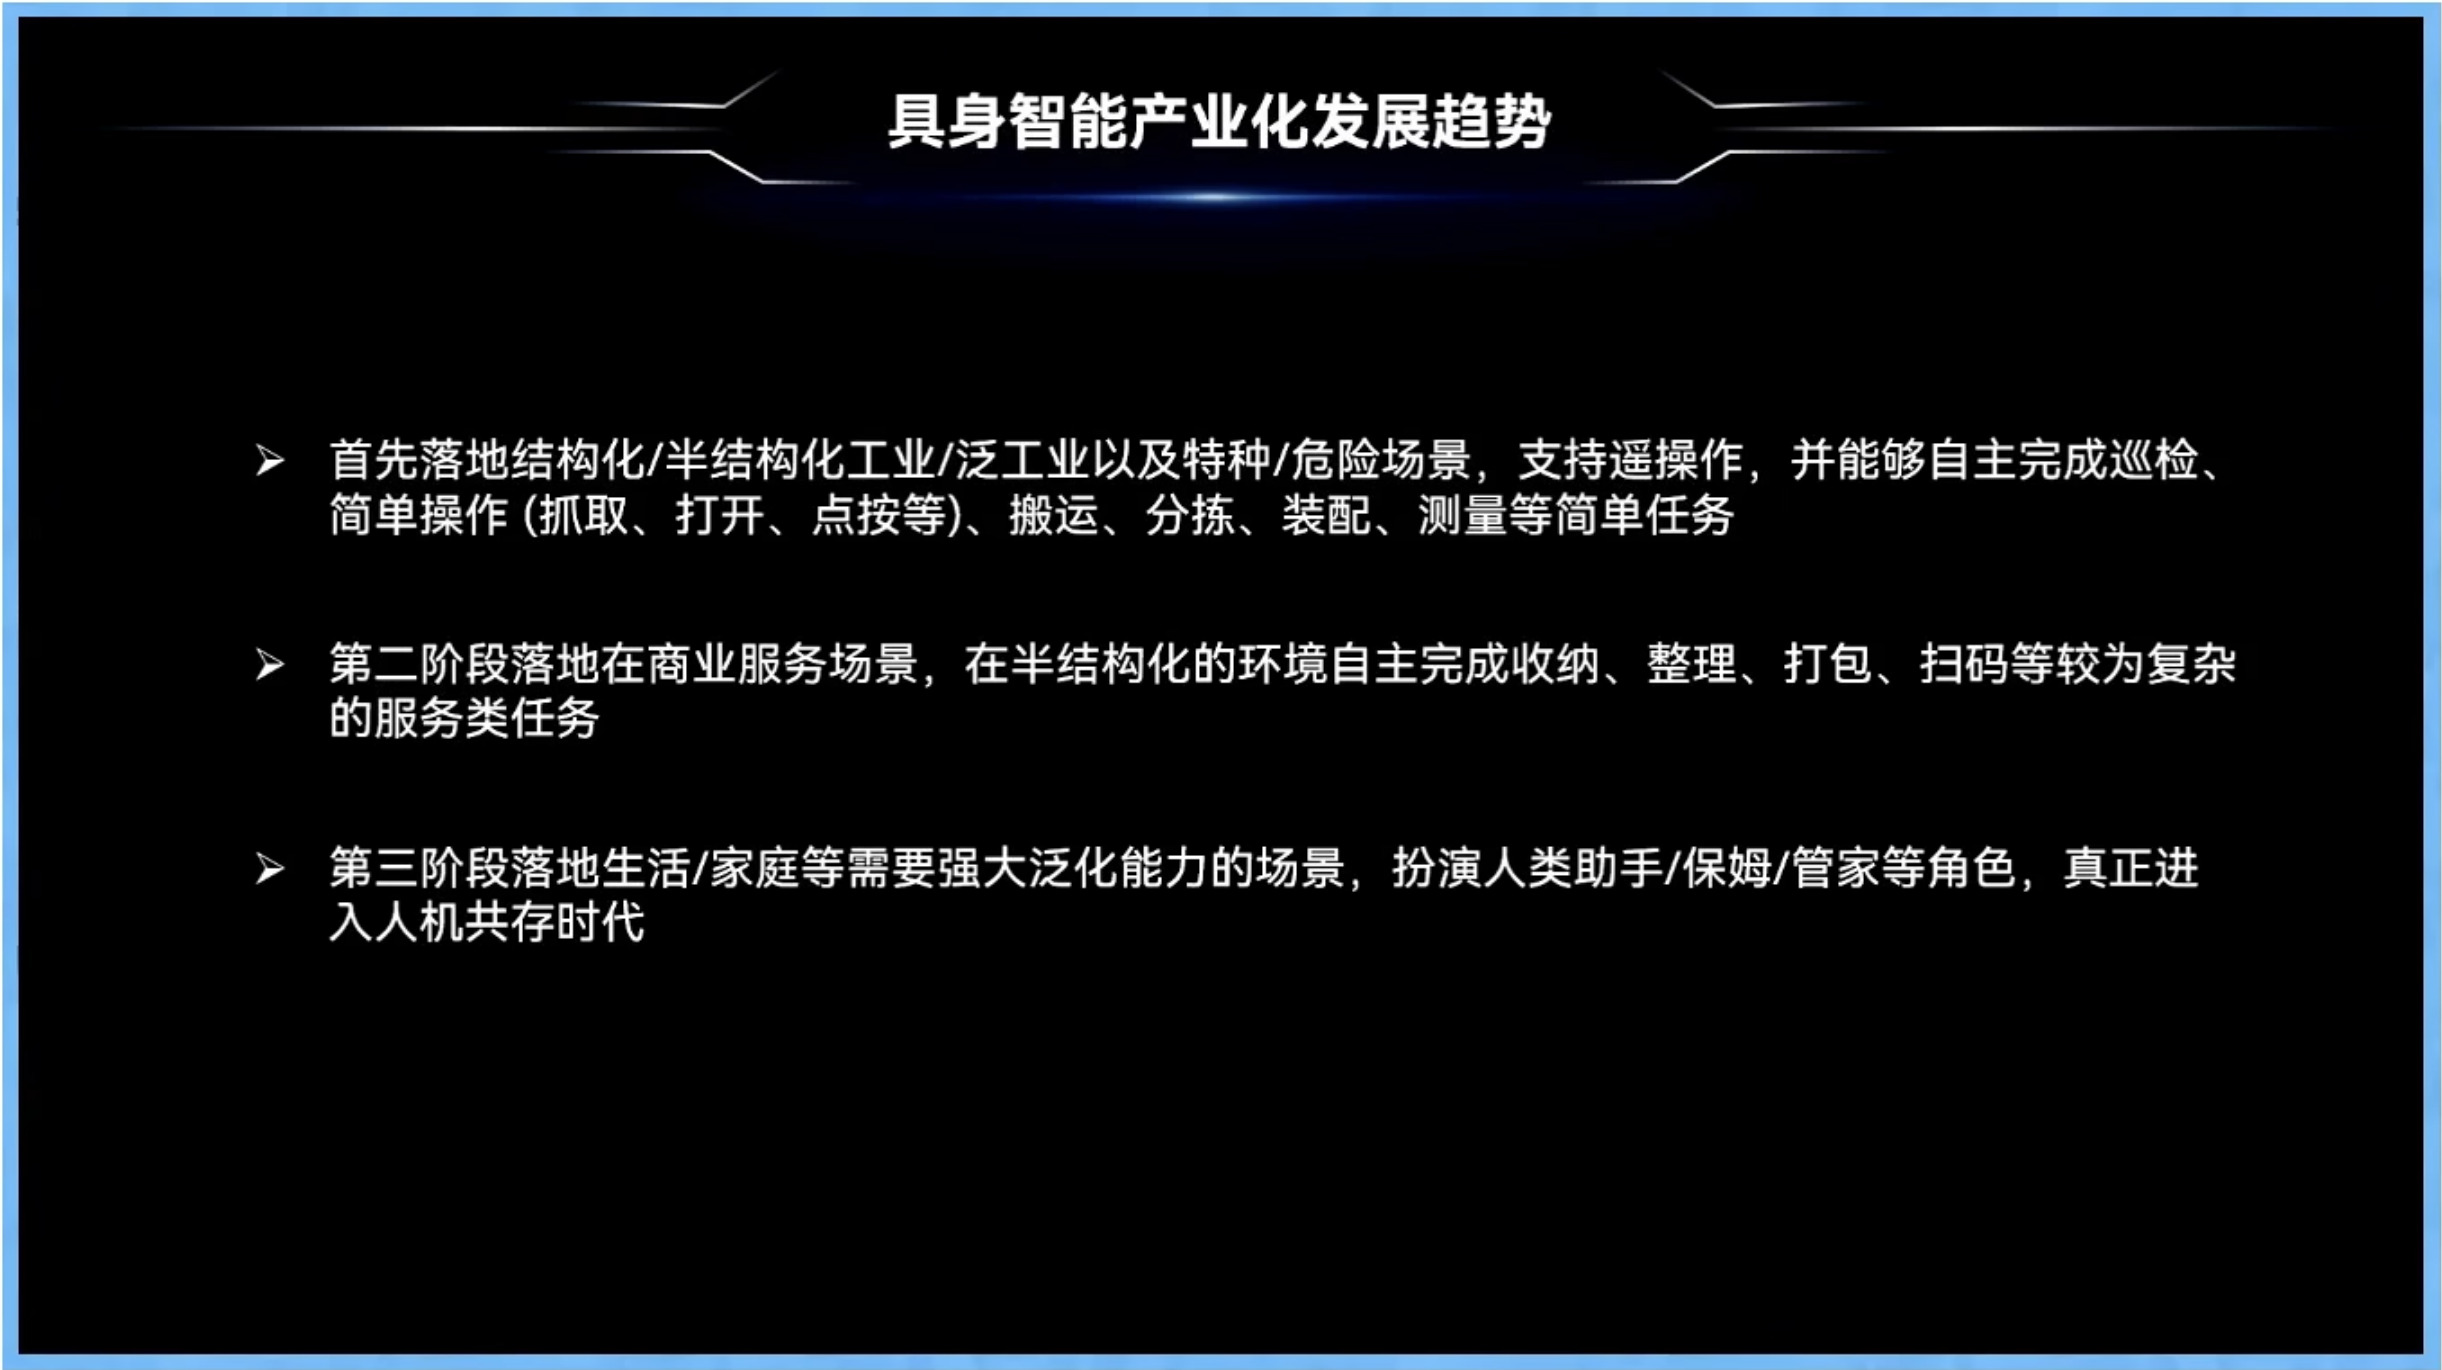 具身智能产业化发展趋势
➢ 首先落地结构化/半结构化工业/泛工业以及特种/危险场景，支持遥操作，并能够自主完成巡检、
简单操作 (抓取、打开、点按等)、搬运、分拣、装配、测量等简单任务
➢ 第二阶段落地在商业服务场景，在半结构化的环境自主完成收纳、整理、打包、扫码等较为复杂
的服务类任务
➢ 第三阶段落地生活/家庭等需要强大泛化能力的场景，扮演人类助手/保姆/管家等角色，真正进
入人机共存时代